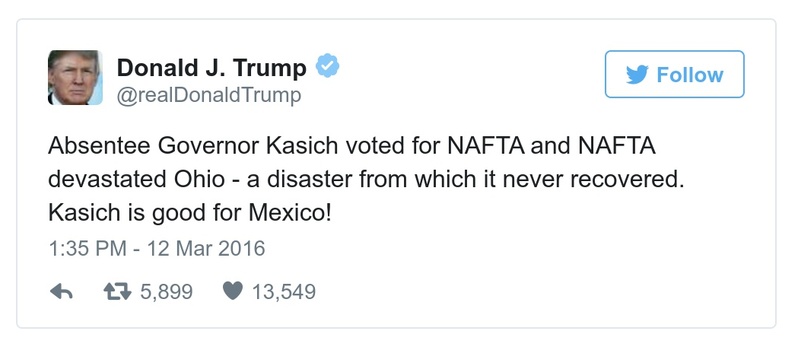 Donald J. Trump
@realDonaldTrump
Follow
Absentee Governor Kasich voted for NAFTA and NAFTA
devastated Ohio - a disaster from which it never recovered.
Kasich is good for Mexico!
1:35 PM - 12 Mar 2016
5,899 13,549